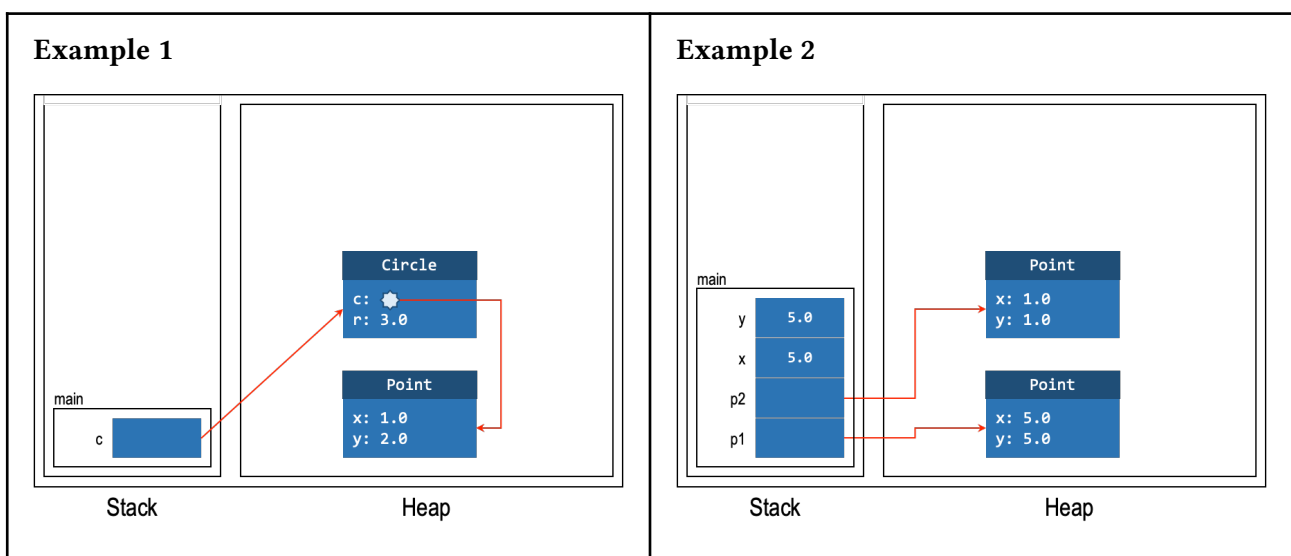 Example 1
Circle
c:
r: 3.0
Point
x: 1.0
y: 2.0
main
c
Stack
Heap
Example 2
main
y
5.0
x
5.0
p2
p1
Point
x: 1.0
y: 1.0
Point
x: 5.0
y: 5.0
Stack
Heap